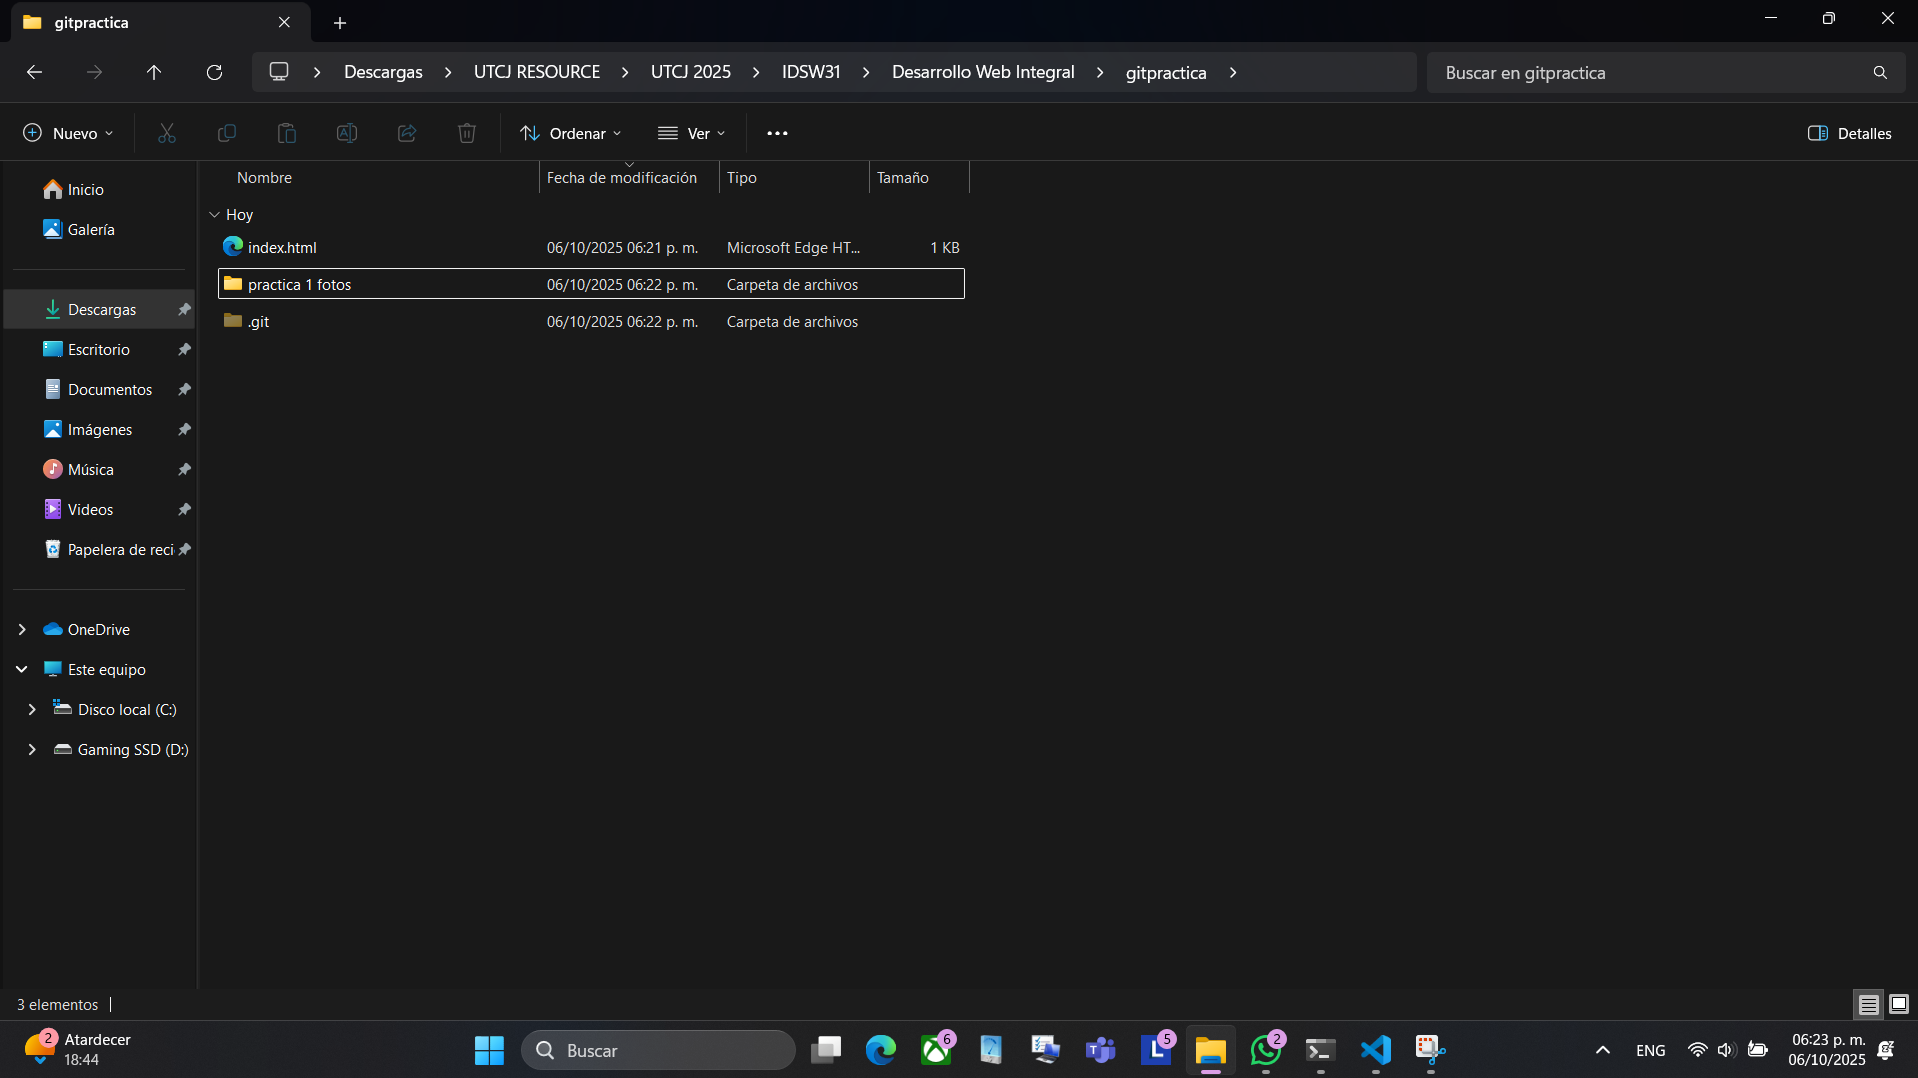 gitpractica
Descargas > UTCJ RESOURCE > UTCJ 2025 > IDSW31 > Desarrollo Web Integral > gitpractica >
Buscar en gitpractica
Nuevo
Ordenar
Ver
Detalles
Nombre Fecha de modificación Tipo Tamaño
Hoy
index.html 06/10/2025 06:21 p. m. Microsoft Edge HT... 1 KB
practica 1 fotos 06/10/2025 06:22 p. m. Carpeta de archivos
.git 06/10/2025 06:22 p. m. Carpeta de archivos
Inicio
Galería
Descargas
Escritorio
Documentos
Imágenes
Música
Videos
Papelera de reci
OneDrive
Este equipo
Disco local (C:)
Gaming SSD (D:)
3 elementos
2
Atardecer
18:44
Buscar
6
T
L
5
2
ENG
06:23 p. m.
06/10/2025